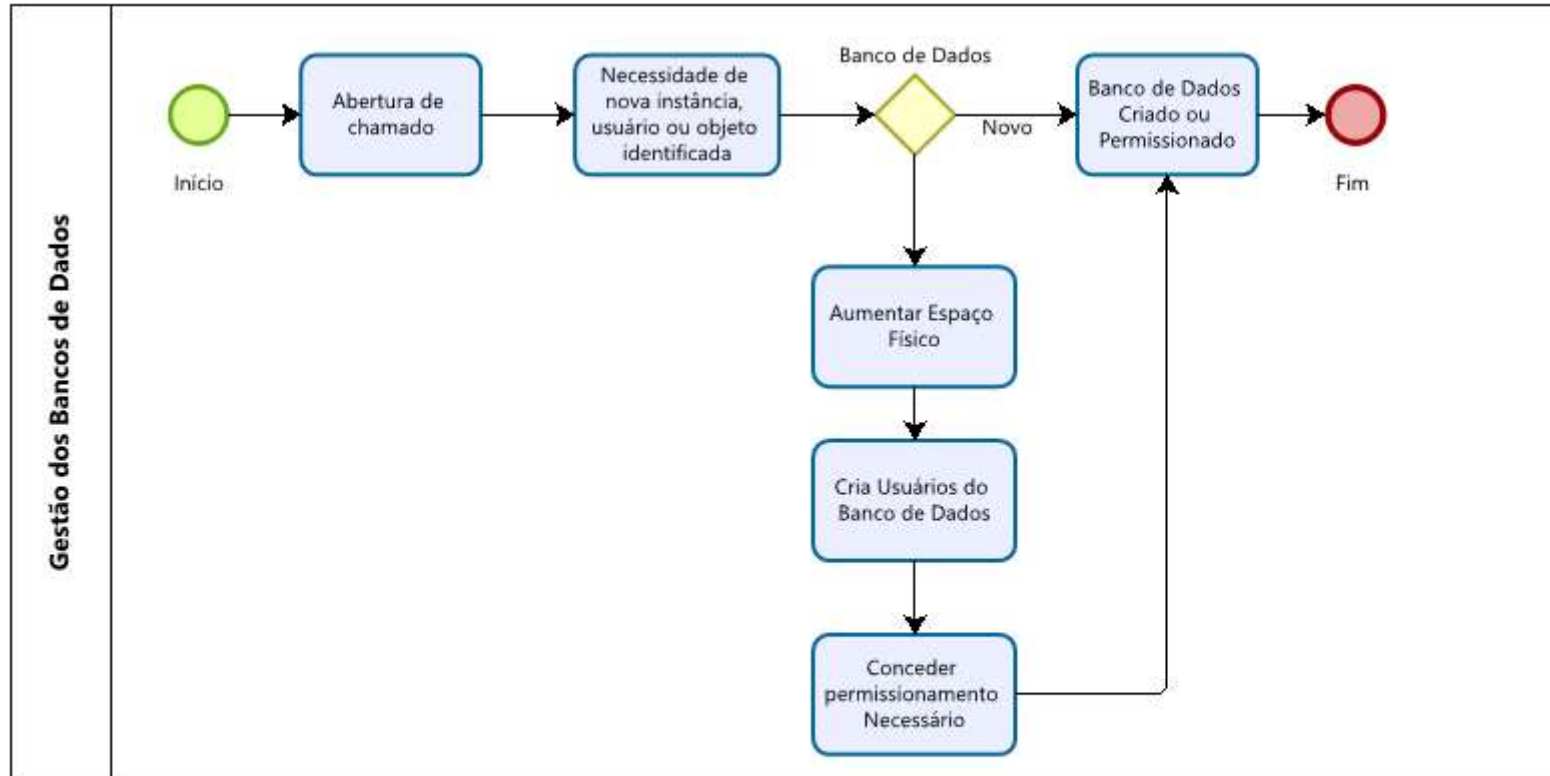 Gestão dos Bancos de Dados
Início
Abertura de
chamado
Necessidade de
nova instância,
usuário ou objeto
identificada
Banco de Dados
Novo
Banco de Dados
Criado ou
Permissionado
Fim
Aumentar Espaço
Físico
Cria Usuários do
Banco de Dados
Conceder
permissionamento
Necessário